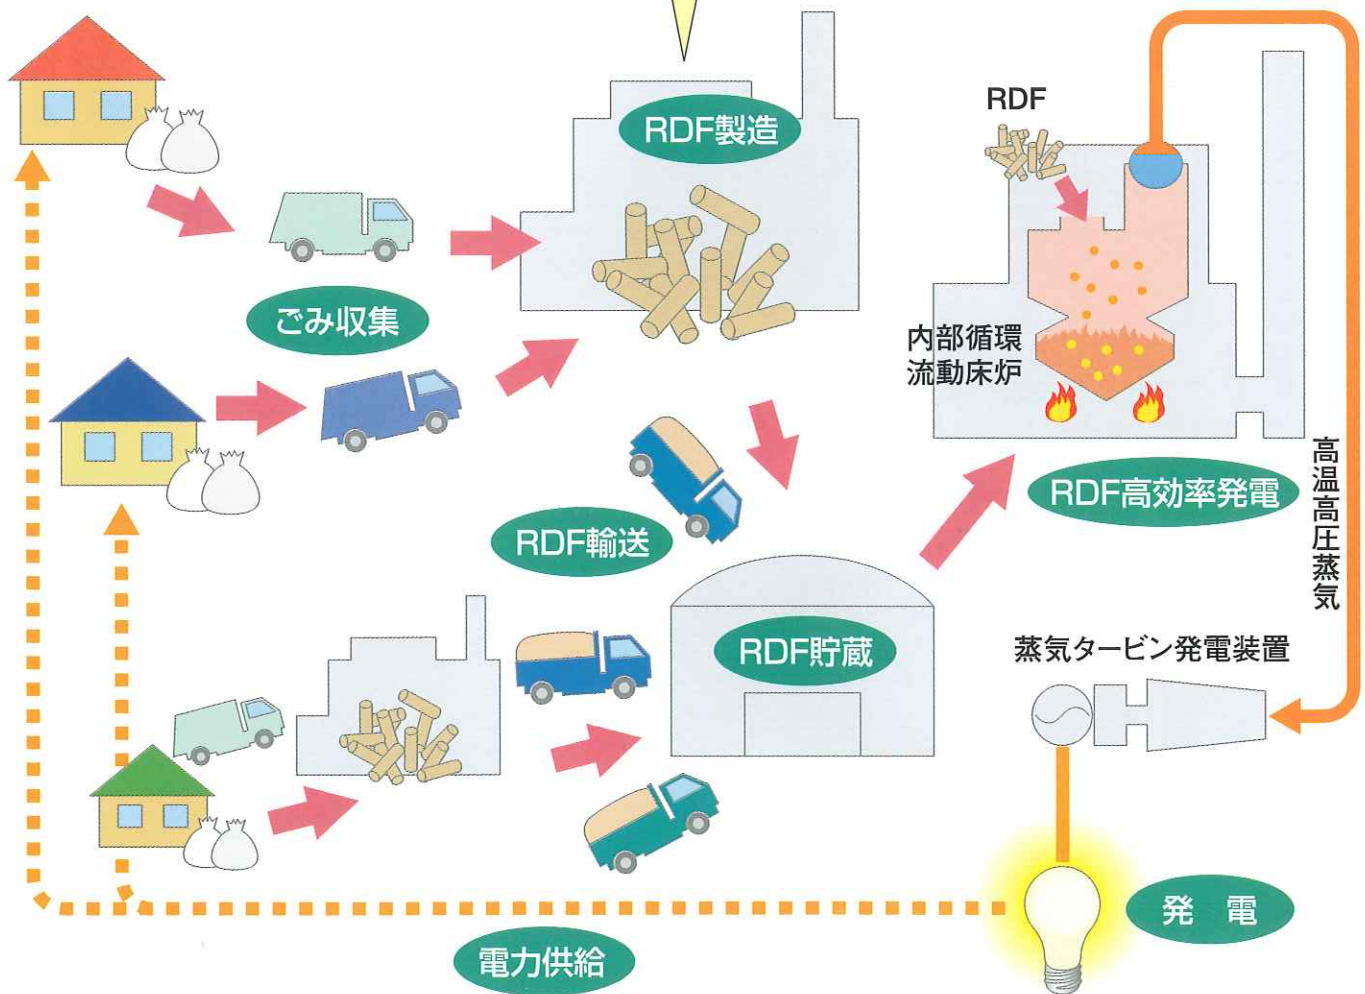 RDF製造
RDF
ごみ収集
内部循環
流動床炉
RDF高効率発電
高温高圧蒸気
RDF輸送
RDF貯蔵
蒸気タービン発電装置
発　電
電力供給